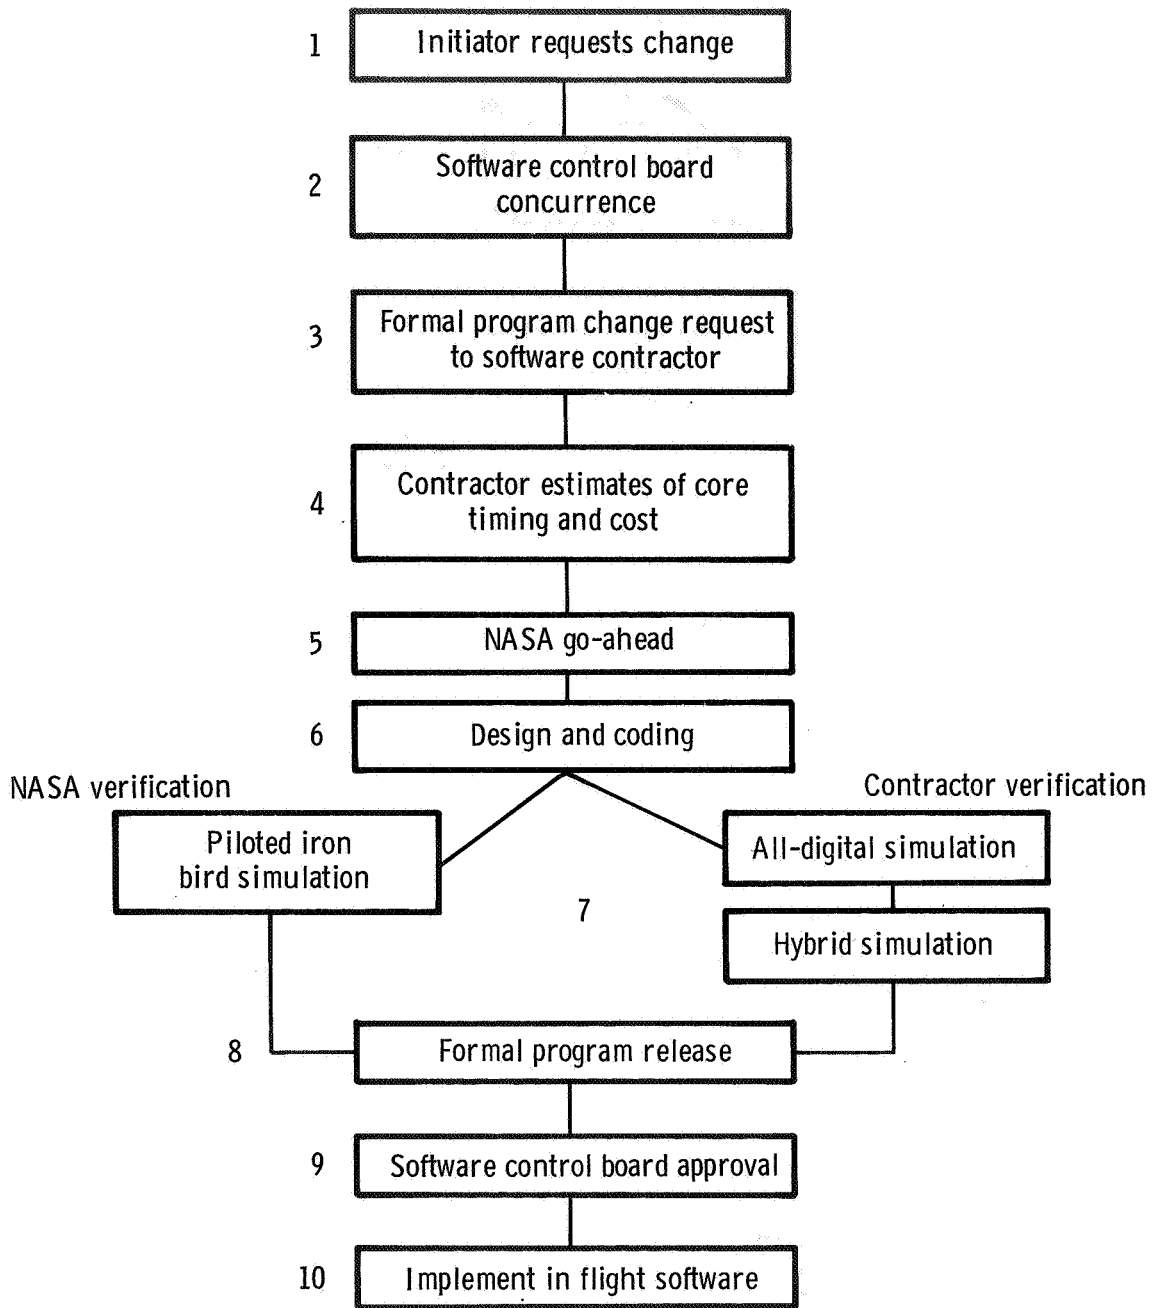 1
Initiator requests change
2
Software control board
concurrence
3
Formal program change request
to software contractor
4
Contractor estimates of core
timing and cost
5
NASA go-ahead
6
Design and coding
NASA verification
Contractor verification
Piloted iron
bird simulation
All-digital simulation
7
Hybrid simulation
8
Formal program release
9
Software control board approval
10
Implement in flight software